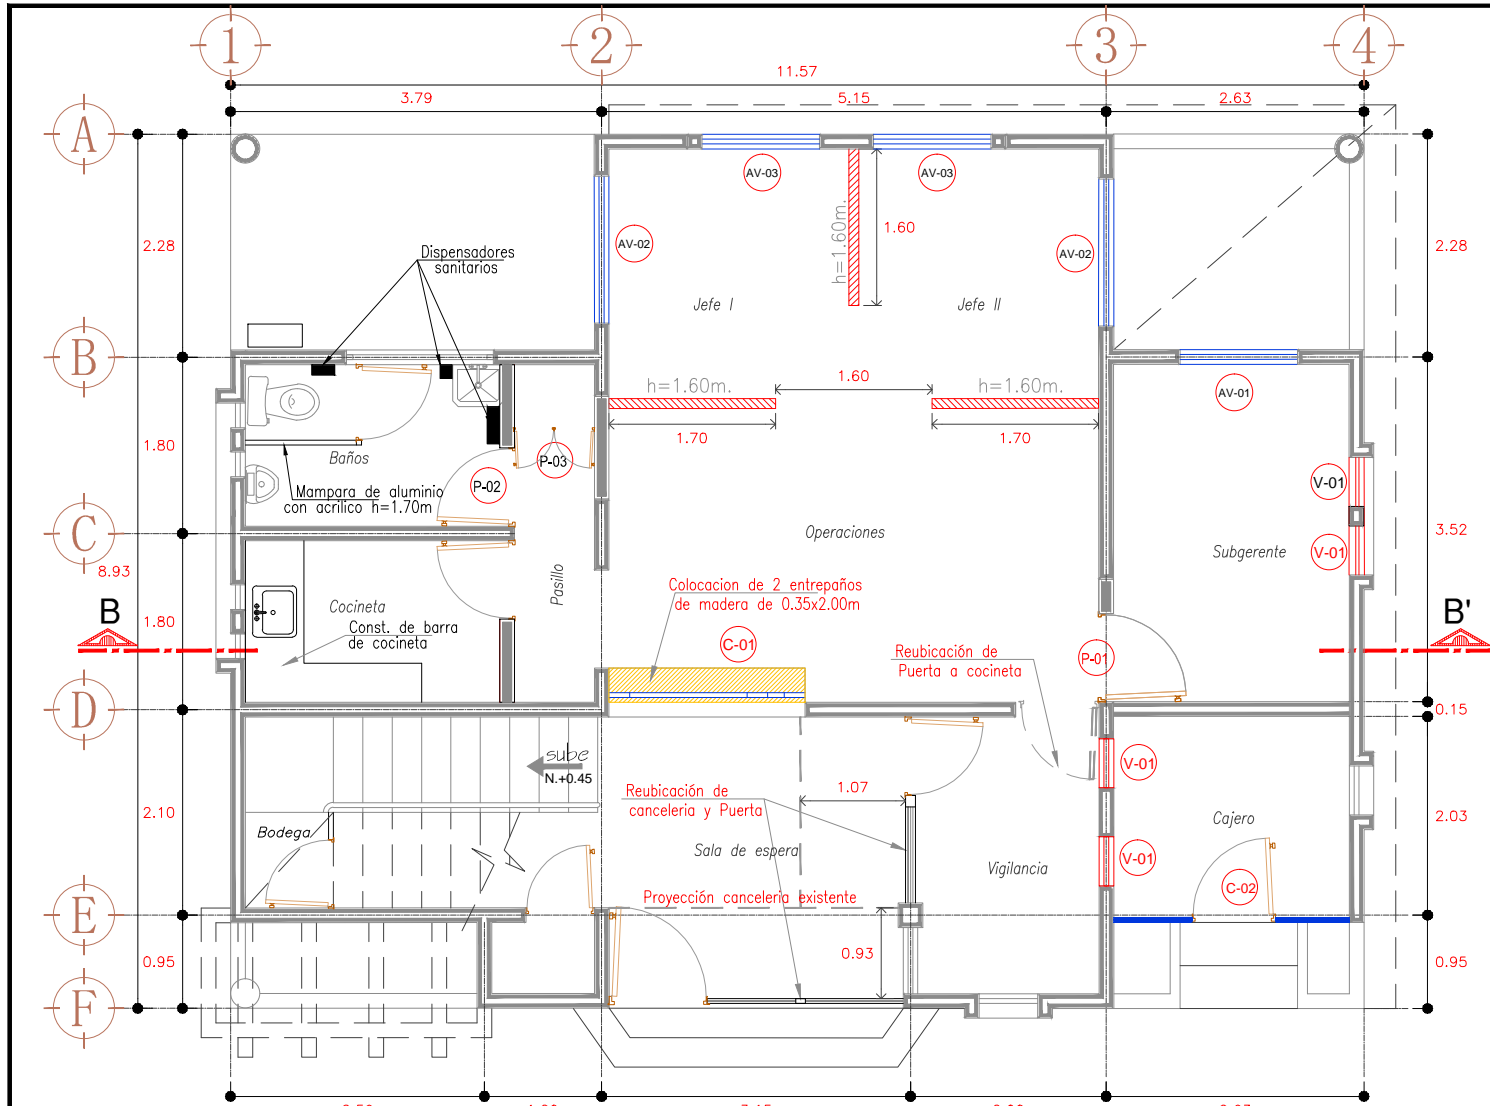 1
2
3
4
11.57
3.79
5.15
2.63
A
AV-03
AV-03
h=1.60m.
1.60
2.28
AV-02
AV-02
2.28
Dispensadores
sanitarios
Jefe I
Jefe II
B
1.60
h=1.60m.
h=1.60m.
AV-01
1.70
1.70
1.80
Baños
P-03
P-02
Mampara de aluminio
con acrilico h=1.70m
V-01
C
Operaciones
3.52
V-01
Subgerente
8.93
Pasillo
Colocacion de 2 entrepaños
de madera de 0.35x2.00m
B
Cocineta
B'
1.80
Const. de barra
de cocineta
C-01
Reubicación de
Puerta a cocineta
P-01
D
0.15
sube
N.+0.45
V-01
Reubicación de
canceleria y Puerta
1.07
2.10
Bodega
Cajero
2.03
Sala de espera
V-01
Vigilancia
C-02
Proyección canceleria existente
E
0.95
0.93
0.95
F